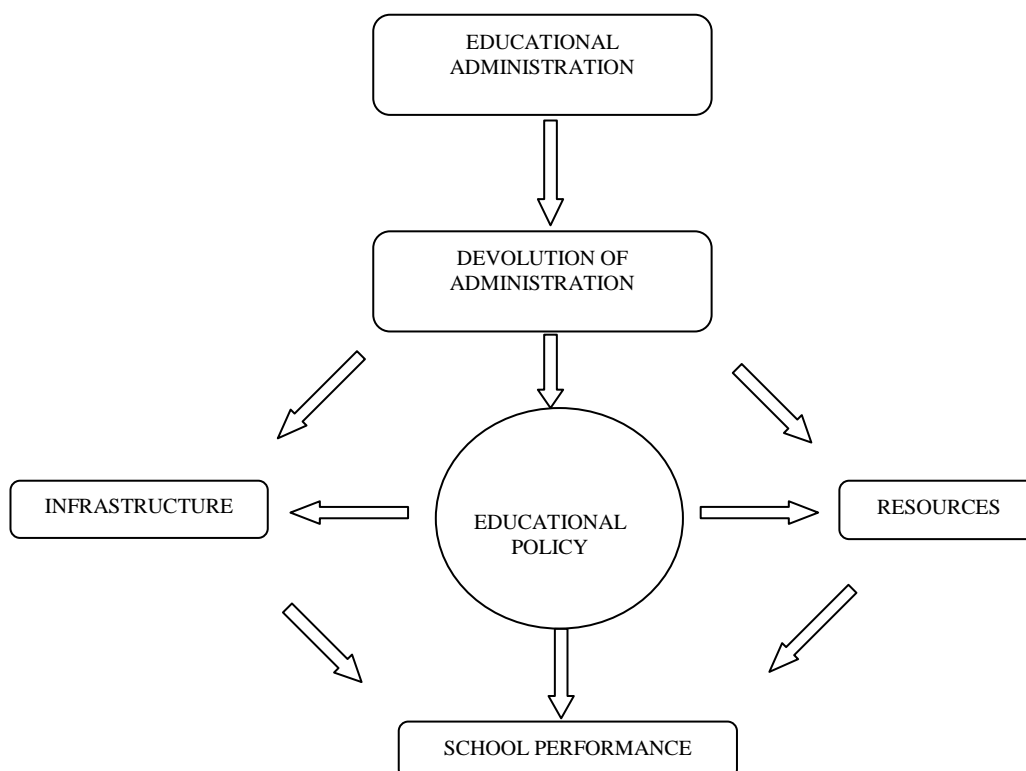 EDUCATIONAL
ADMINISTRATION
DEVOLUTION OF
ADMINISTRATION
INFRASTRUCTURE
EDUCATIONAL
POLICY
RESOURCES
SCHOOL PERFORMANCE